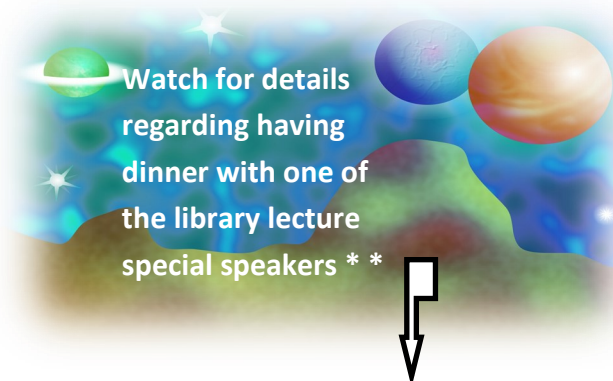 Watch for details
regarding having
dinner with one of
the library lecture
special speakers * *